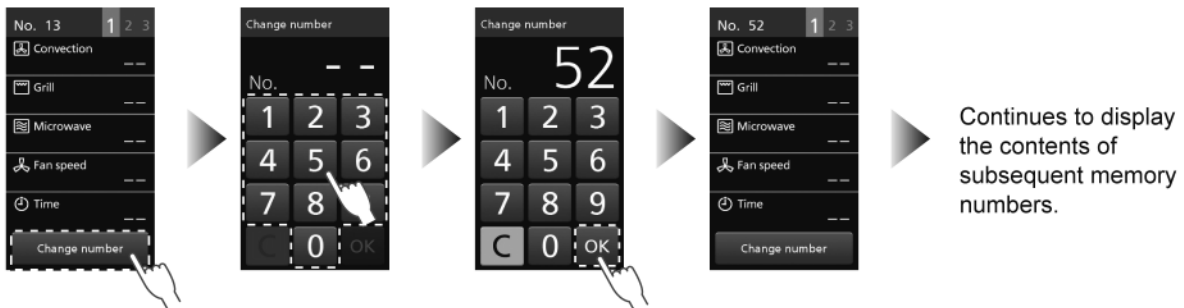 No. 13 1 2 3
Convection
_ _
Grill
_ _
Microwave
_ _
Fan speed
_ _
Time
_ _
Change number
Change number
No. - -
1 2 3
4 5 6
7 8
C 0 OK
Change number
No. 52
1 2 3
4 5 6
7 8 9
C 0 OK
No. 52 1 2 3
Convection
_ _
Grill
_ _
Microwave
_ _
Fan speed
_ _
Time
_ _
Change number
Continues to display
the contents of
subsequent memory
numbers.